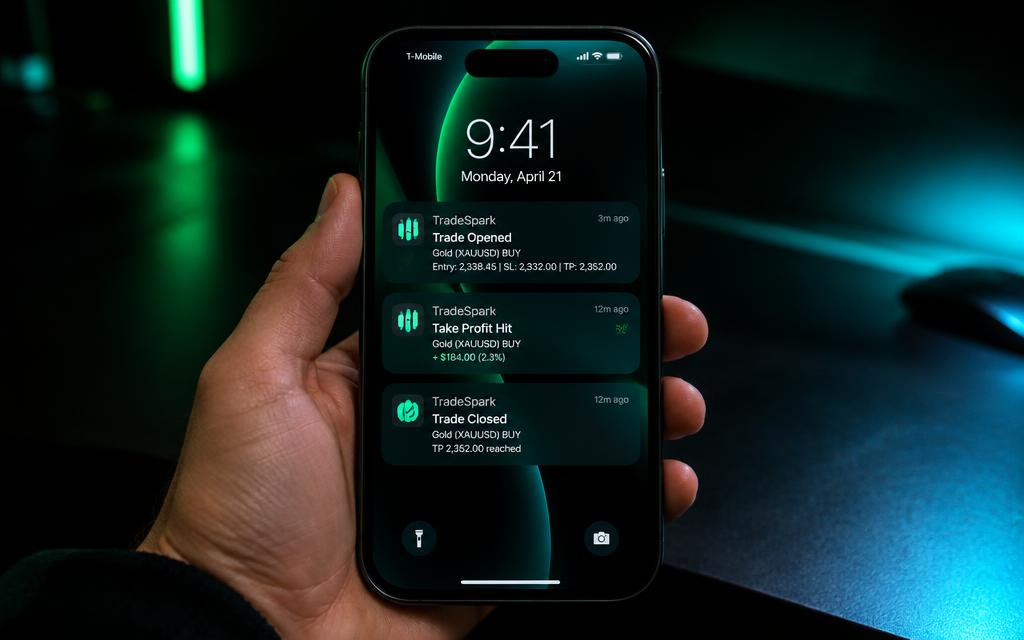 T-Mobile
9:41
Monday, April 21
TradeSpark
3m ago
Trade Opened
Gold (XAUUSD) BUY
Entry: 2,338.45 | SL: 2,332.00 | TP: 2,352.00
TradeSpark
12m ago
Take Profit Hit
Gold (XAUUSD) BUY
+ $184.00 (2.3%)
TradeSpark
12m ago
Trade Closed
Gold (XAUUSD) BUY
TP 2,352.00 reached